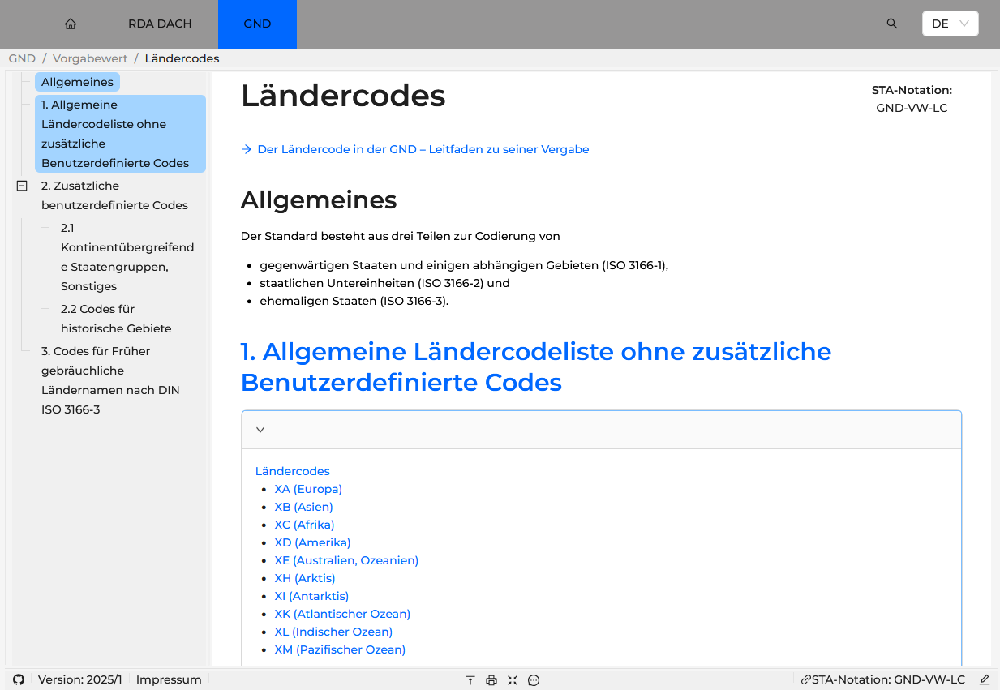 RDA DACH
GND
DE
GND / Vorgabewert / Ländercodes
Allgemeines
1. Allgemeine
Ländercodeliste ohne
zusätzliche
Benutzerdefinierte Codes
2. Zusätzliche
benutzerdefinierte Codes
2.1
Kontinentübergreifend
e Staatengruppen,
Sonstiges
2.2 Codes für
historische Gebiete
3. Codes für Früher
gebräuchliche
Ländernamen nach DIN
ISO 3166-3
Ländercodes
STA-Notation:
GND-VW-LC
Der Ländercode in der GND – Leitfaden zu seiner Vergabe
Allgemeines
Der Standard besteht aus drei Teilen zur Codierung von
• gegenwärtigen Staaten und einigen abhängigen Gebieten (ISO 3166-1),
• staatlichen Untereinheiten (ISO 3166-2) und
• ehemaligen Staaten (ISO 3166-3).
1. Allgemeine Ländercodeliste ohne zusätzliche
Benutzerdefinierte Codes
Ländercodes
• XA (Europa)
• XB (Asien)
• XC (Afrika)
• XD (Amerika)
• XE (Australien, Ozeanien)
• XH (Arktis)
• XI (Antarktis)
• XK (Atlantischer Ozean)
• XL (Indischer Ozean)
• XM (Pazifischer Ozean)
Version: 2025/1
Impressum
STA-Notation: GND-VW-LC